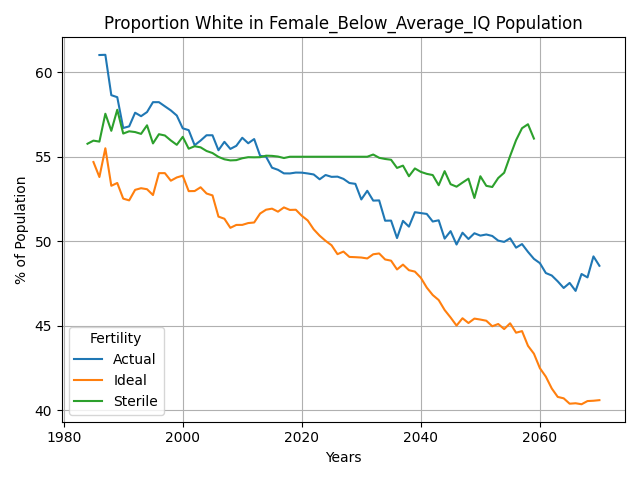 Proportion White in Female_Below_Average_IQ Population
% of Population
60
55
50
45
40
Fertility
Actual
Ideal
Sterile
1980
2000
2020
2040
2060
Years